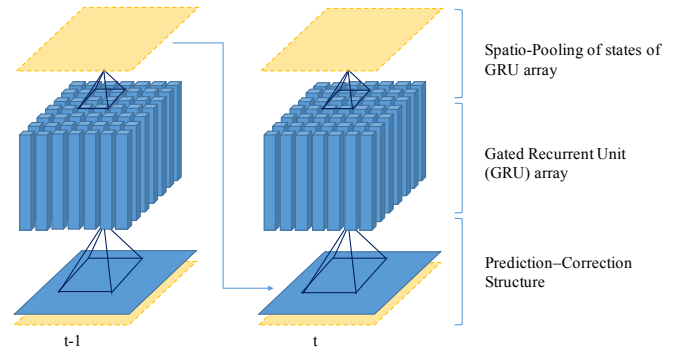 Spatio-Pooling of states of
GRU array
Gated Recurrent Unit
(GRU) array
Prediction–Correction
Structure
t-1
t